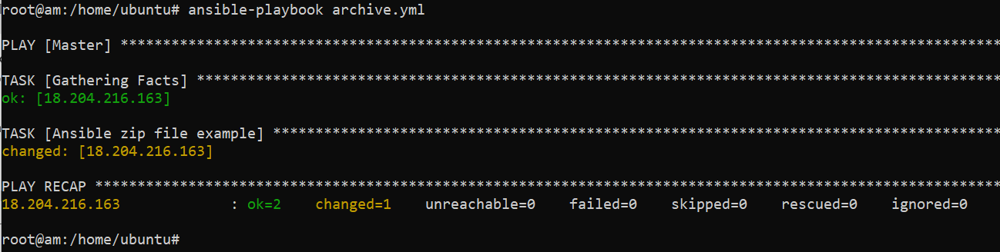 root@am:/home/ubuntu# ansible-playbook archive.yml
PLAY [Master] ********************************************************************************************************
TASK [Gathering Facts] ***********************************************************************************************
ok: [18.204.216.163]
TASK [Ansible zip file example] **************************************************************************************
changed: [18.204.216.163]
PLAY RECAP ***********************************************************************************************************
18.204.216.163             : ok=2    changed=1    unreachable=0    failed=0    skipped=0    rescued=0    ignored=0
root@am:/home/ubuntu#